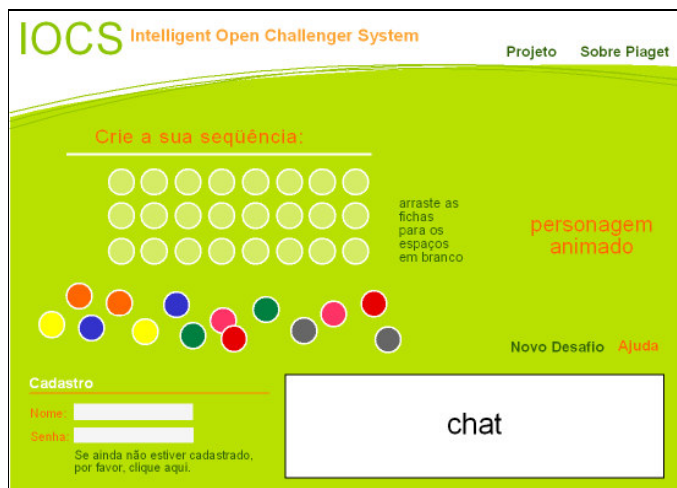 IOCS Intelligent Open Challenger System
Projeto Sobre Piaget
Crie a sua seqüência:
arraste as
fichas
para os
espaços
em branco
personagem
animado
Novo Desafio Ajuda
Cadastro
Nome:
Senha:
Se ainda não estiver cadastrado,
por favor, clique aqui.
chat